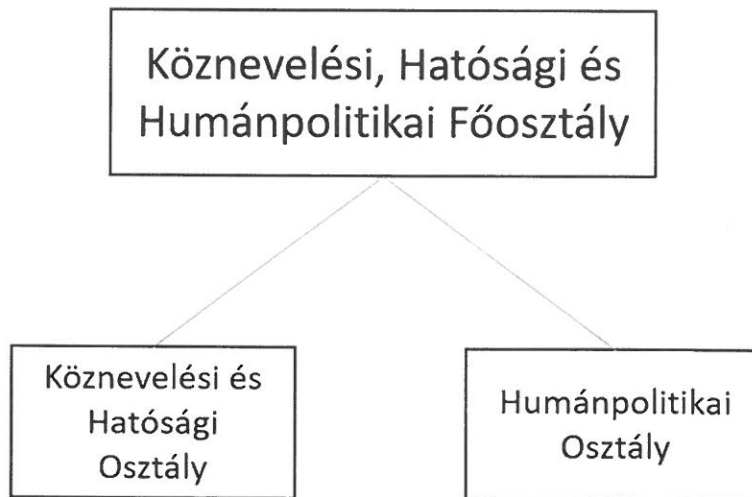 Köznevelési, Hatósági és
Humánpolitikai Főosztály
Köznevelési és
Hatósági
Osztály
Humánpolitikai
Osztály